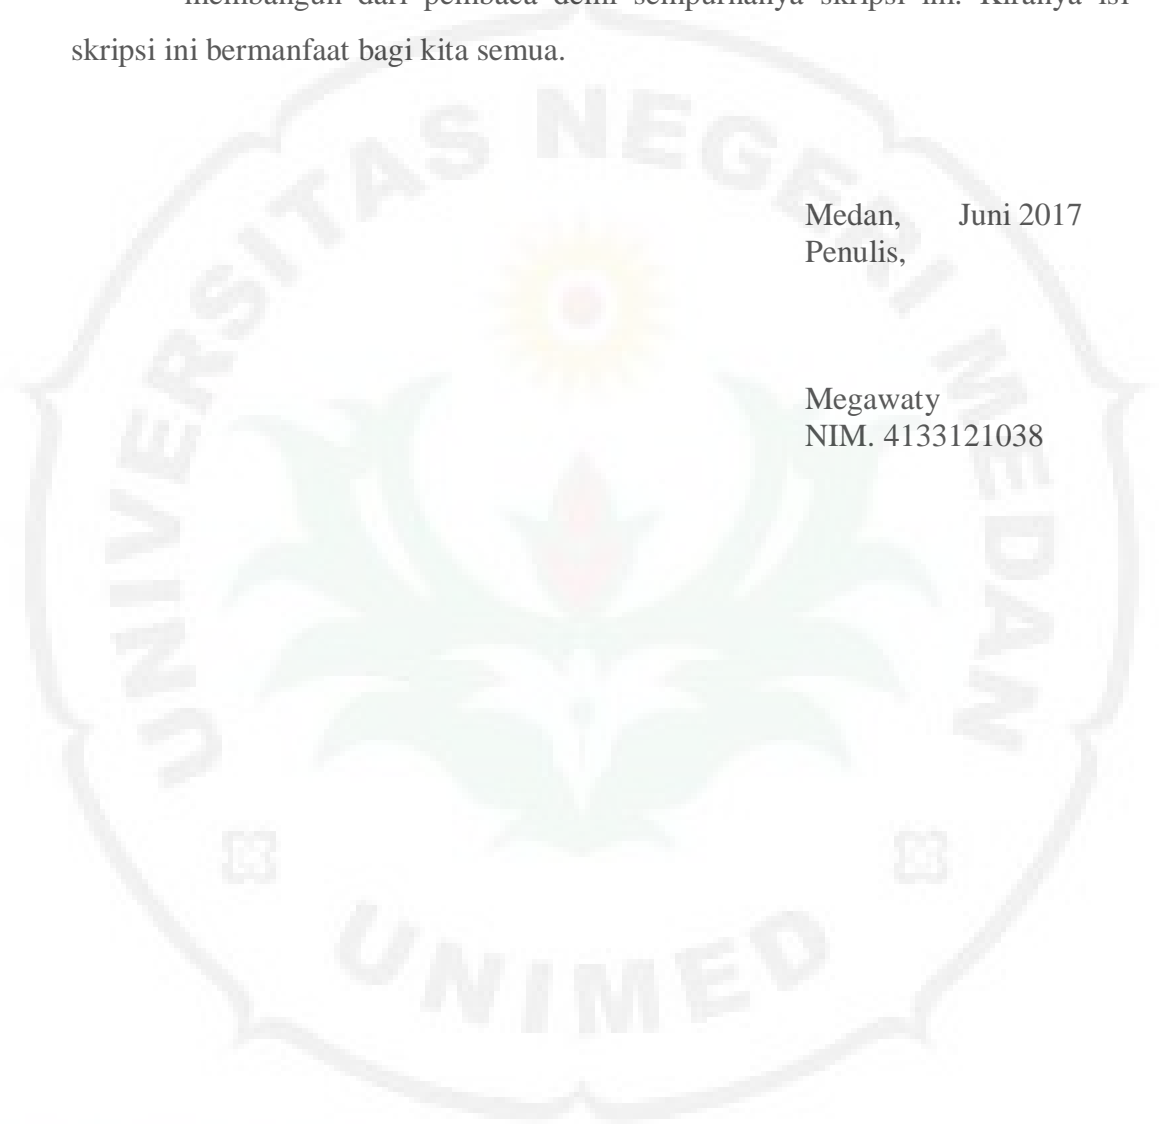 membangun dari pembaca demi sempurnanya skripsi ini. Kiranya isi
skripsi ini bermanfaat bagi kita semua.
UNIVERSITAS NEGERI MEDAN
Medan, Juni 2017
Penulis,
Megawaty
NIM. 4133121038
UNIMED